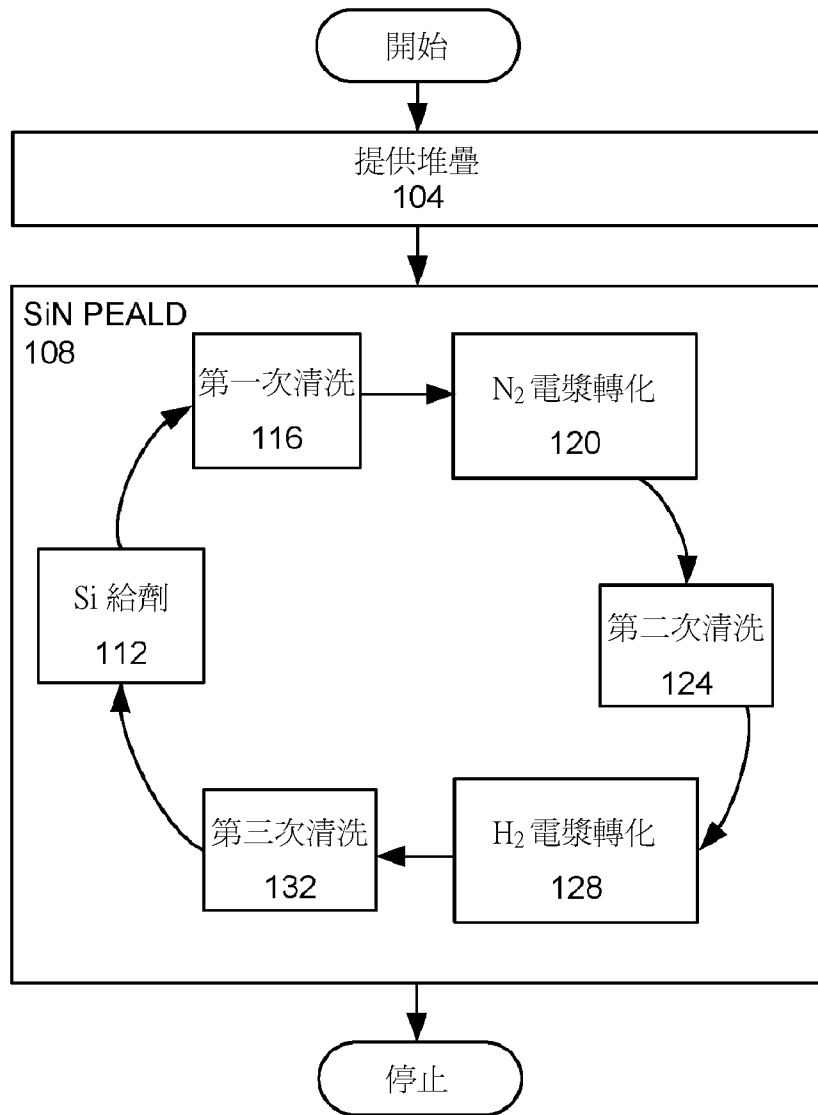 開始
提供堆疊
104
SiN PEALD
108
第一次清洗
116
N₂ 電漿轉化
120
Si 給劑
112
第二次清洗
124
第三次清洗
132
H₂ 電漿轉化
128
停止